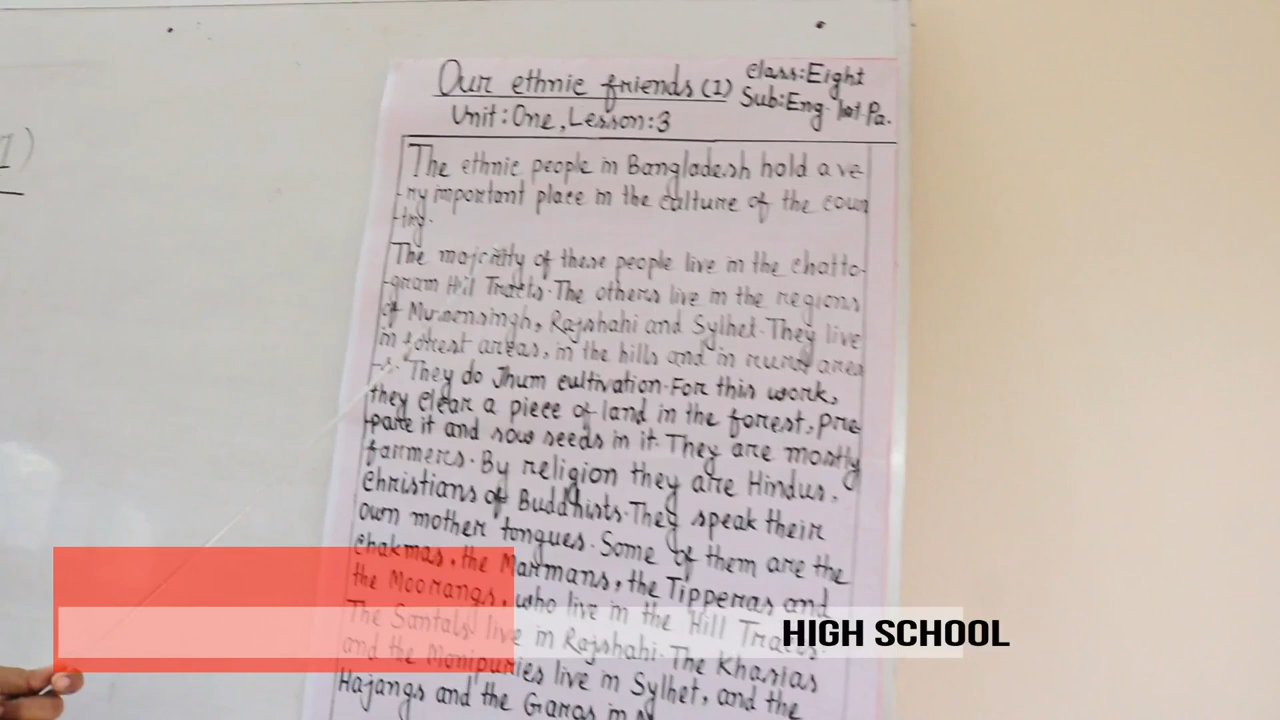 Our ethnic friends (1)
Class:Eight
Sub:Eng. 1st Pa.
Unit:One, Lesson:3
1)
The ethnic people in Bangladesh hold a ve-
-ry important place in the culture of the coun
-try.
The majority of these people live in the chatto-
-gram Hill Tracts. The others live in the regions
of Mymensingh, Rajshahi and Sylhet. They live
in forest areas, in the hills and in rural area
-s. They do Jhum cultivation. For this work,
they clear a piece of land in the forest, pre
-pare it and sow seeds in it. They are mostly
farmers. By religion they are Hindus,
Christians of Buddhists. They speak their
own mother tongues. Some of them are the
chakmas, the Marmans, the Tipperas and
the Moorangs, who live in the Hill Tracts.
The Santals live in Rajshahi. The Khasias
and the Monipuries live in Sylhet, and the
Hajangs and the Garos in
HIGH SCHOOL